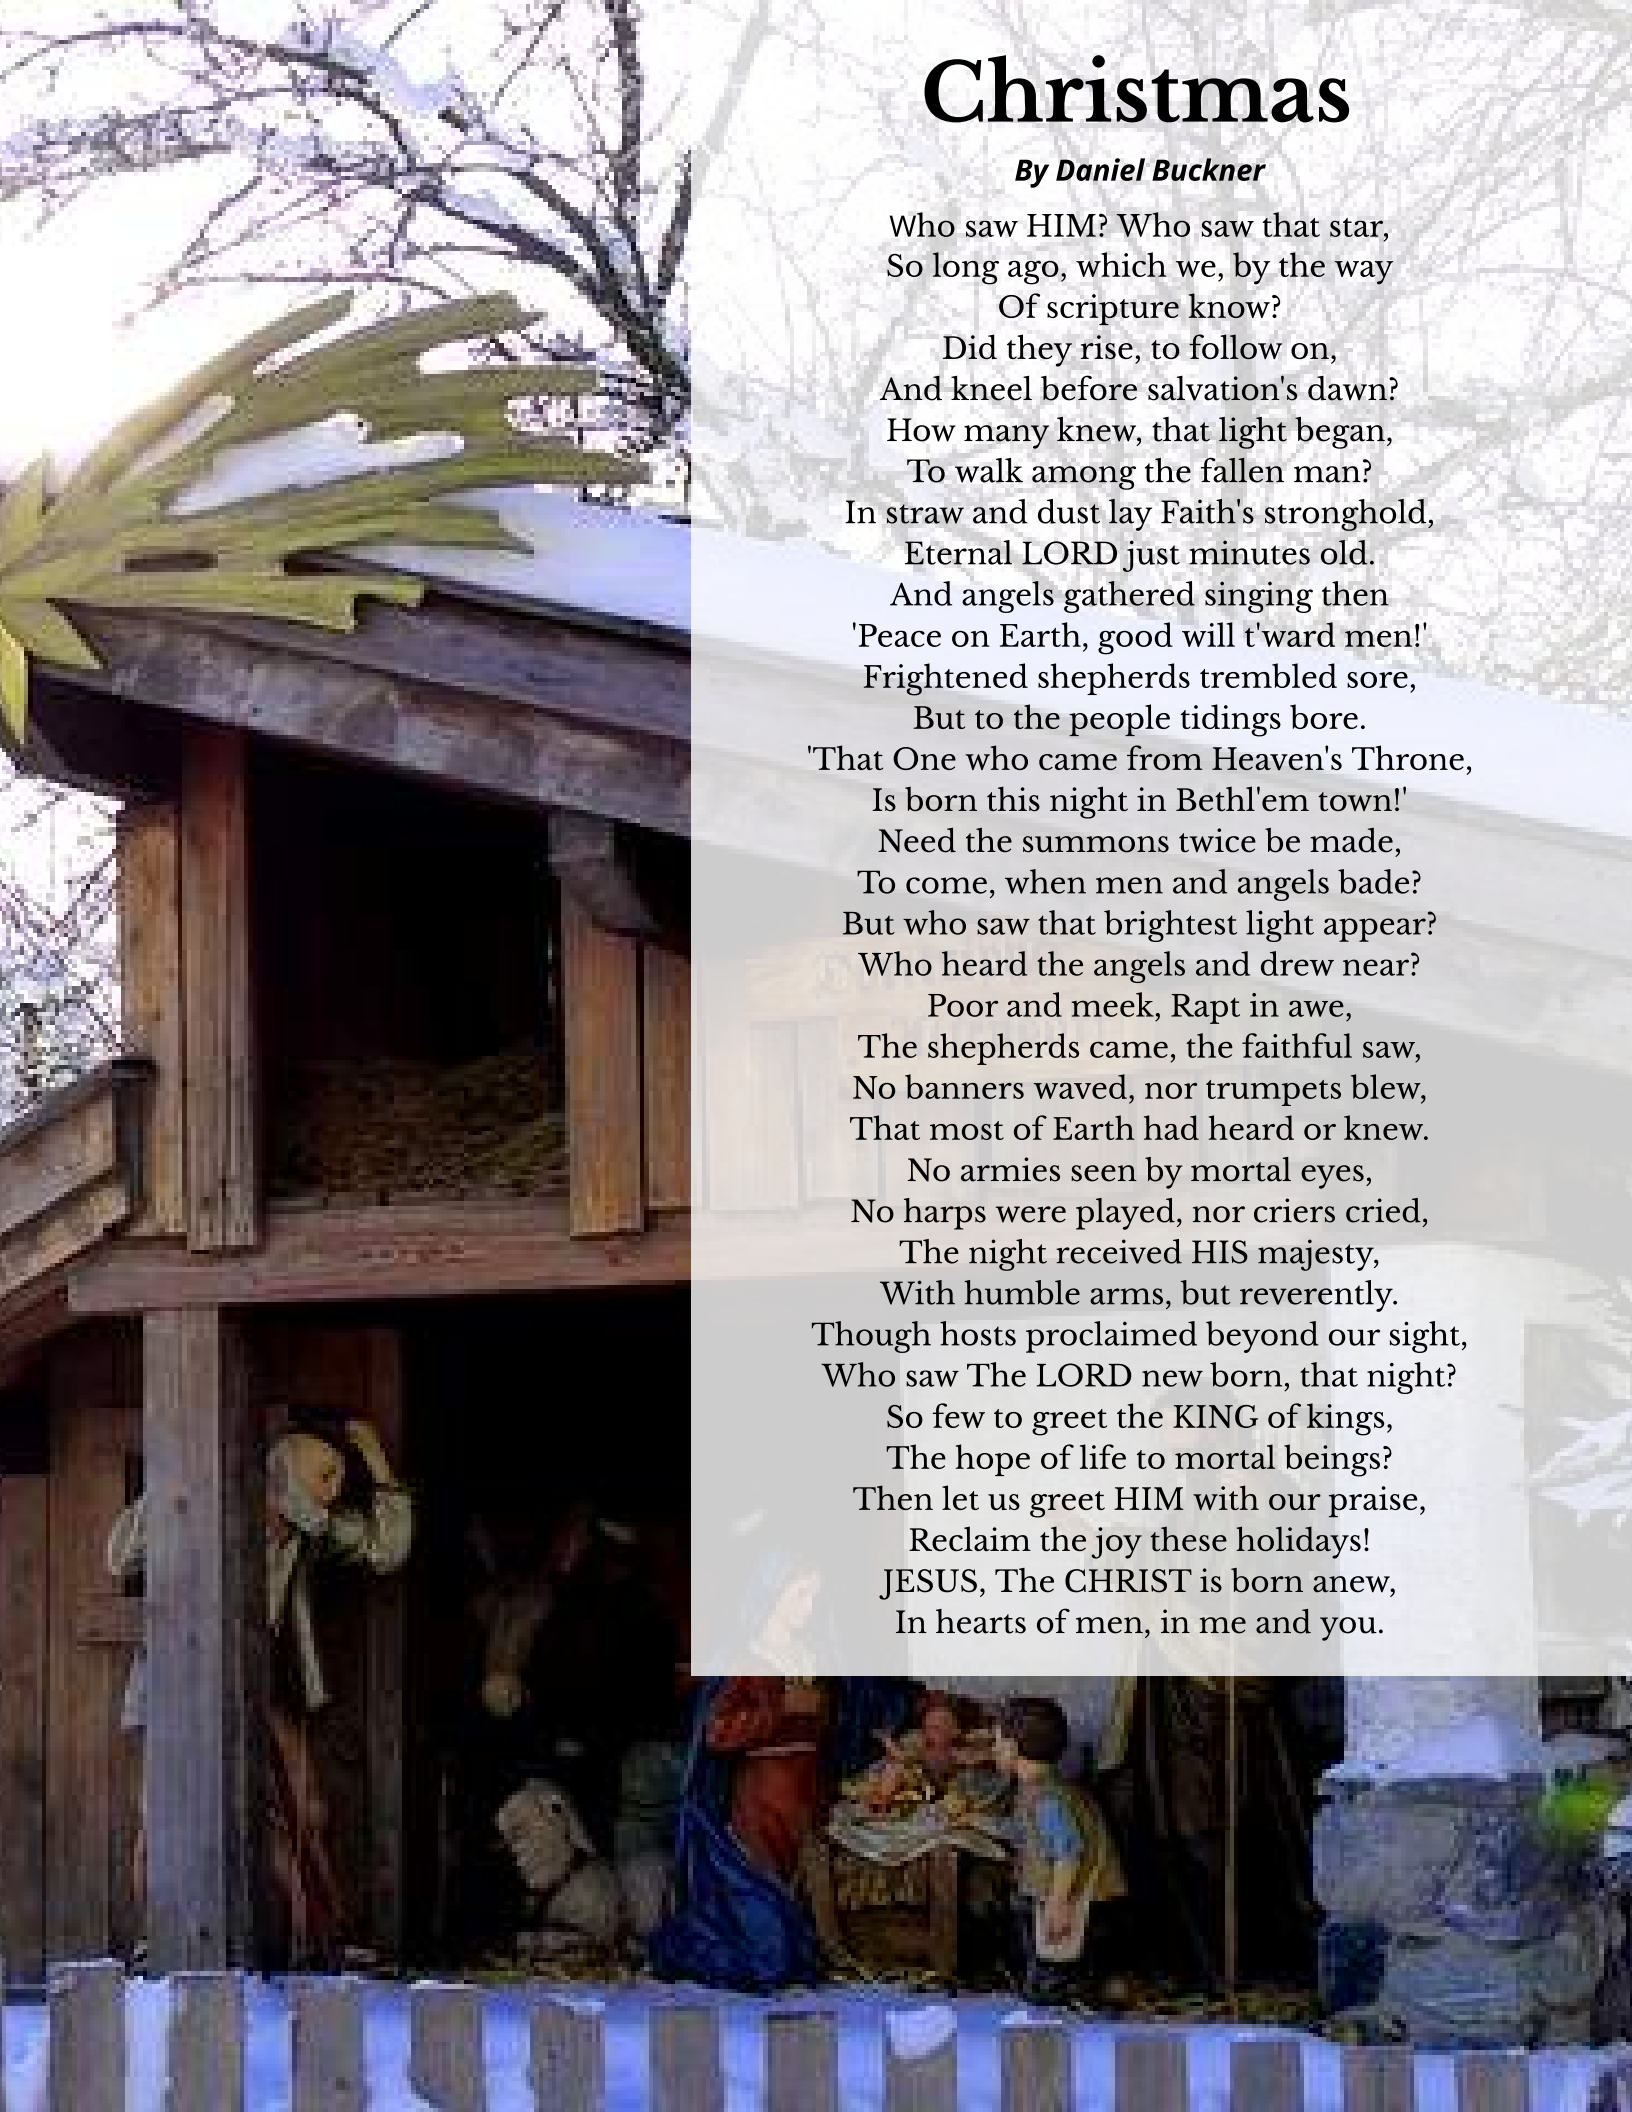 Christmas
By Daniel Buckner
Who saw HIM? Who saw that star,
So long ago, which we, by the way
Of scripture know?
Did they rise, to follow on,
And kneel before salvation's dawn?
How many knew, that light began,
To walk among the fallen man?
In straw and dust lay Faith's stronghold,
Eternal LORD just minutes old.
And angels gathered singing then
'Peace on Earth, good will t'ward men!'
Frightened shepherds trembled sore,
But to the people tidings bore.
'That One who came from Heaven's Throne,
Is born this night in Bethl'em town!'
Need the summons twice be made,
To come, when men and angels bade?
But who saw that brightest light appear?
Who heard the angels and drew near?
Poor and meek, Rapt in awe,
The shepherds came, the faithful saw,
No banners waved, nor trumpets blew,
That most of Earth had heard or knew.
No armies seen by mortal eyes,
No harps were played, nor criers cried,
The night received HIS majesty,
With humble arms, but reverently.
Though hosts proclaimed beyond our sight,
Who saw The LORD new born, that night?
So few to greet the KING of kings,
The hope of life to mortal beings?
Then let us greet HIM with our praise,
Reclaim the joy these holidays!
JESUS, The CHRIST is born anew,
In hearts of men, in me and you.